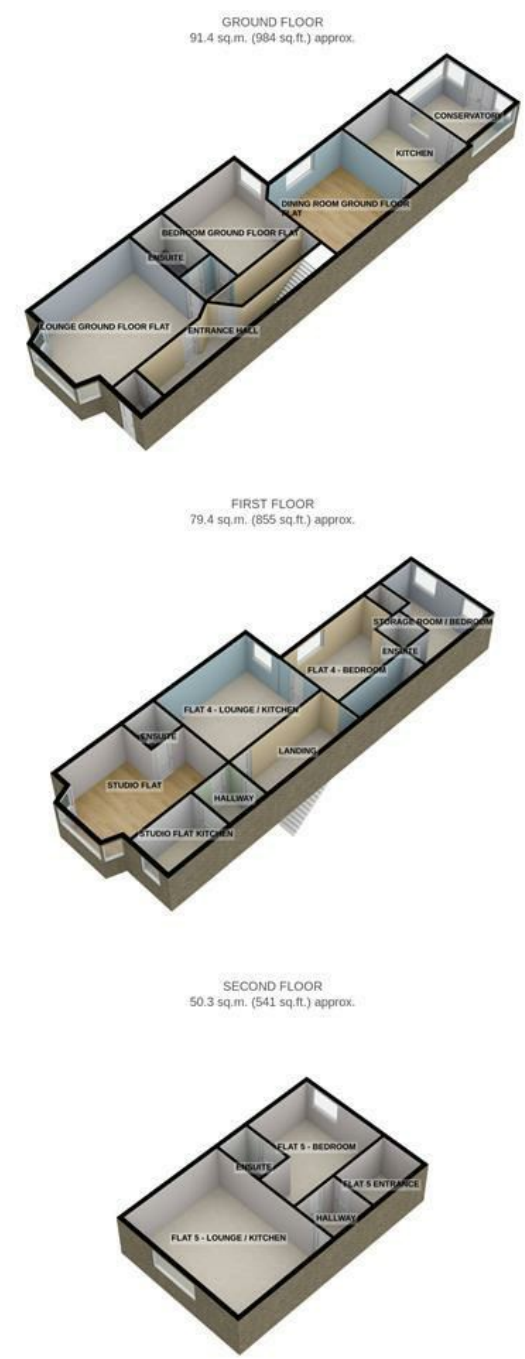 GROUND FLOOR
91.4 sq.m. (984 sq.ft.) approx.
CONSERVATORY
KITCHEN
DINING ROOM GROUND FLOOR
FLAT
BEDROOM GROUND FLOOR FLAT
ENSUITE
LOUNGE GROUND FLOOR FLAT
ENTRANCE HALL
FIRST FLOOR
79.4 sq.m. (855 sq.ft.) approx.
STORAGE ROOM / BEDROOM
ENSUITE
FLAT 4 - BEDROOM
FLAT 4 - LOUNGE / KITCHEN
ENSUITE
LANDING
STUDIO FLAT
HALLWAY
STUDIO FLAT KITCHEN
SECOND FLOOR
50.3 sq.m. (541 sq.ft.) approx.
FLAT 5 - BEDROOM
ENSUITE
FLAT 5 ENTRANCE
HALLWAY
FLAT 5 - LOUNGE / KITCHEN